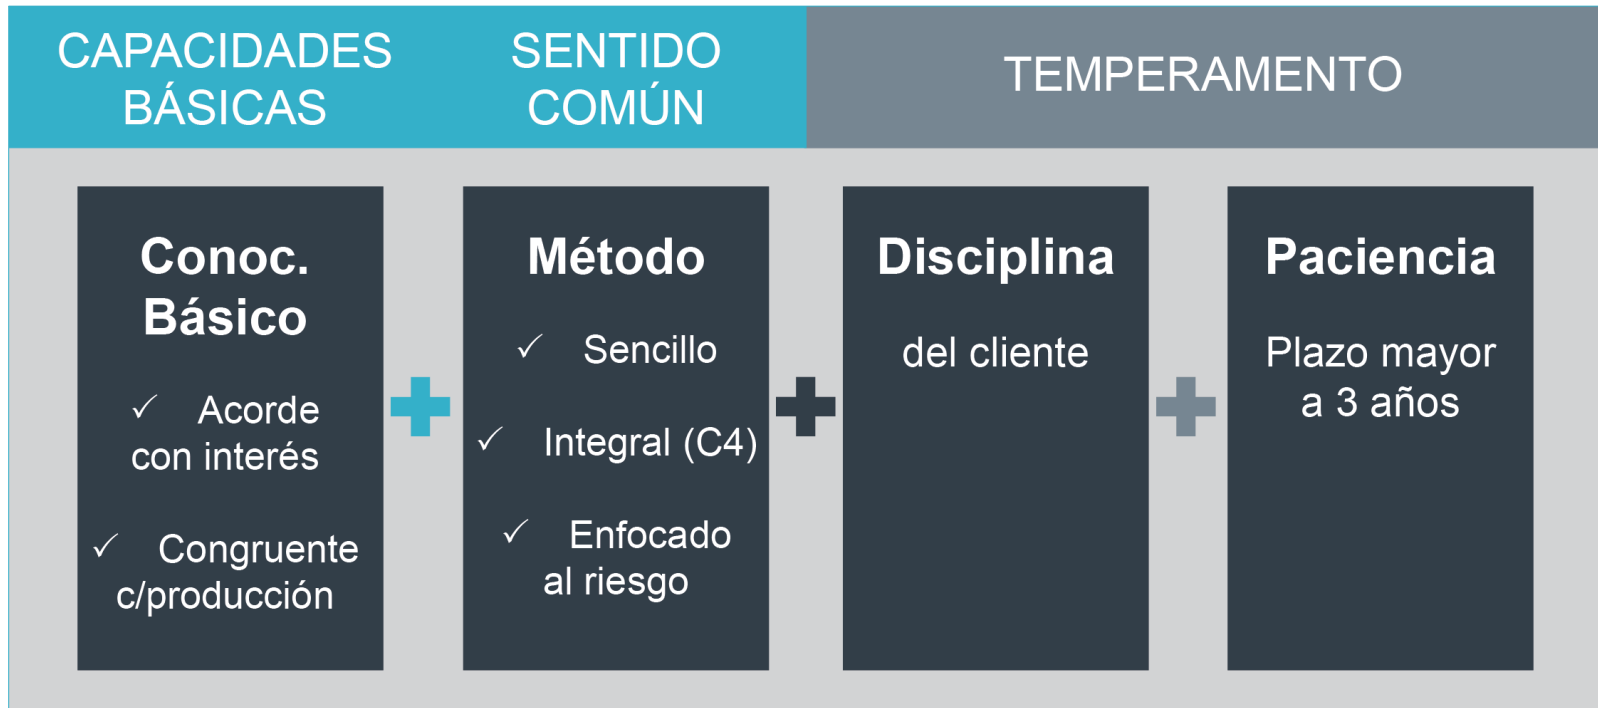 CAPACIDADES
BÁSICAS
SENTIDO
COMÚN
TEMPERAMENTO
Conoc.
Básico
✓ Acorde
con interés
✓ Congruente
c/producción
Método
✓ Sencillo
✓ Integral (C4)
✓ Enfocado
al riesgo
Disciplina
del cliente
Paciencia
Plazo mayor
a 3 años